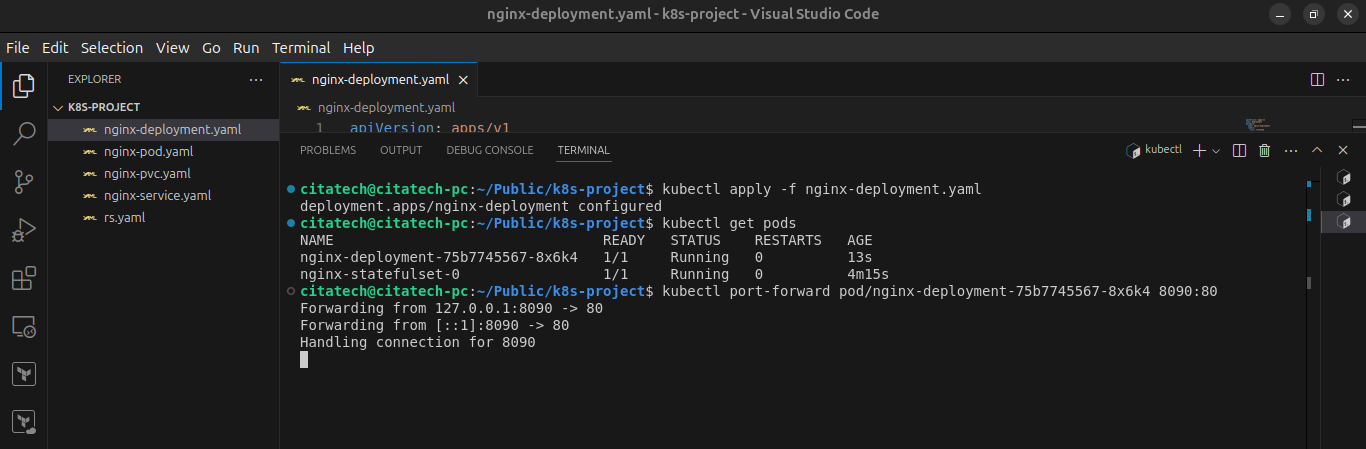 nginx-deployment.yaml - k8s-project - Visual Studio Code
File Edit Selection View Go Run Terminal Help
EXPLORER
K8S-PROJECT
nginx-deployment.yaml
nginx-pod.yaml
nginx-pvc.yaml
nginx-service.yaml
rs.yaml
nginx-deployment.yaml
nginx-deployment.yaml
1 apiVersion: apps/v1
PROBLEMS OUTPUT DEBUG CONSOLE TERMINAL kubectl
citatech@citatech-pc:~/Public/k8s-project$ kubectl apply -f nginx-deployment.yaml
deployment.apps/nginx-deployment configured
citatech@citatech-pc:~/Public/k8s-project$ kubectl get pods
NAME READY STATUS RESTARTS AGE
nginx-deployment-75b7745567-8x6k4 1/1 Running 0 13s
nginx-statefulset-0 1/1 Running 0 4m15s
citatech@citatech-pc:~/Public/k8s-project$ kubectl port-forward pod/nginx-deployment-75b7745567-8x6k4 8090:80
Forwarding from 127.0.0.1:8090 -> 80
Forwarding from [::1]:8090 -> 80
Handling connection for 8090